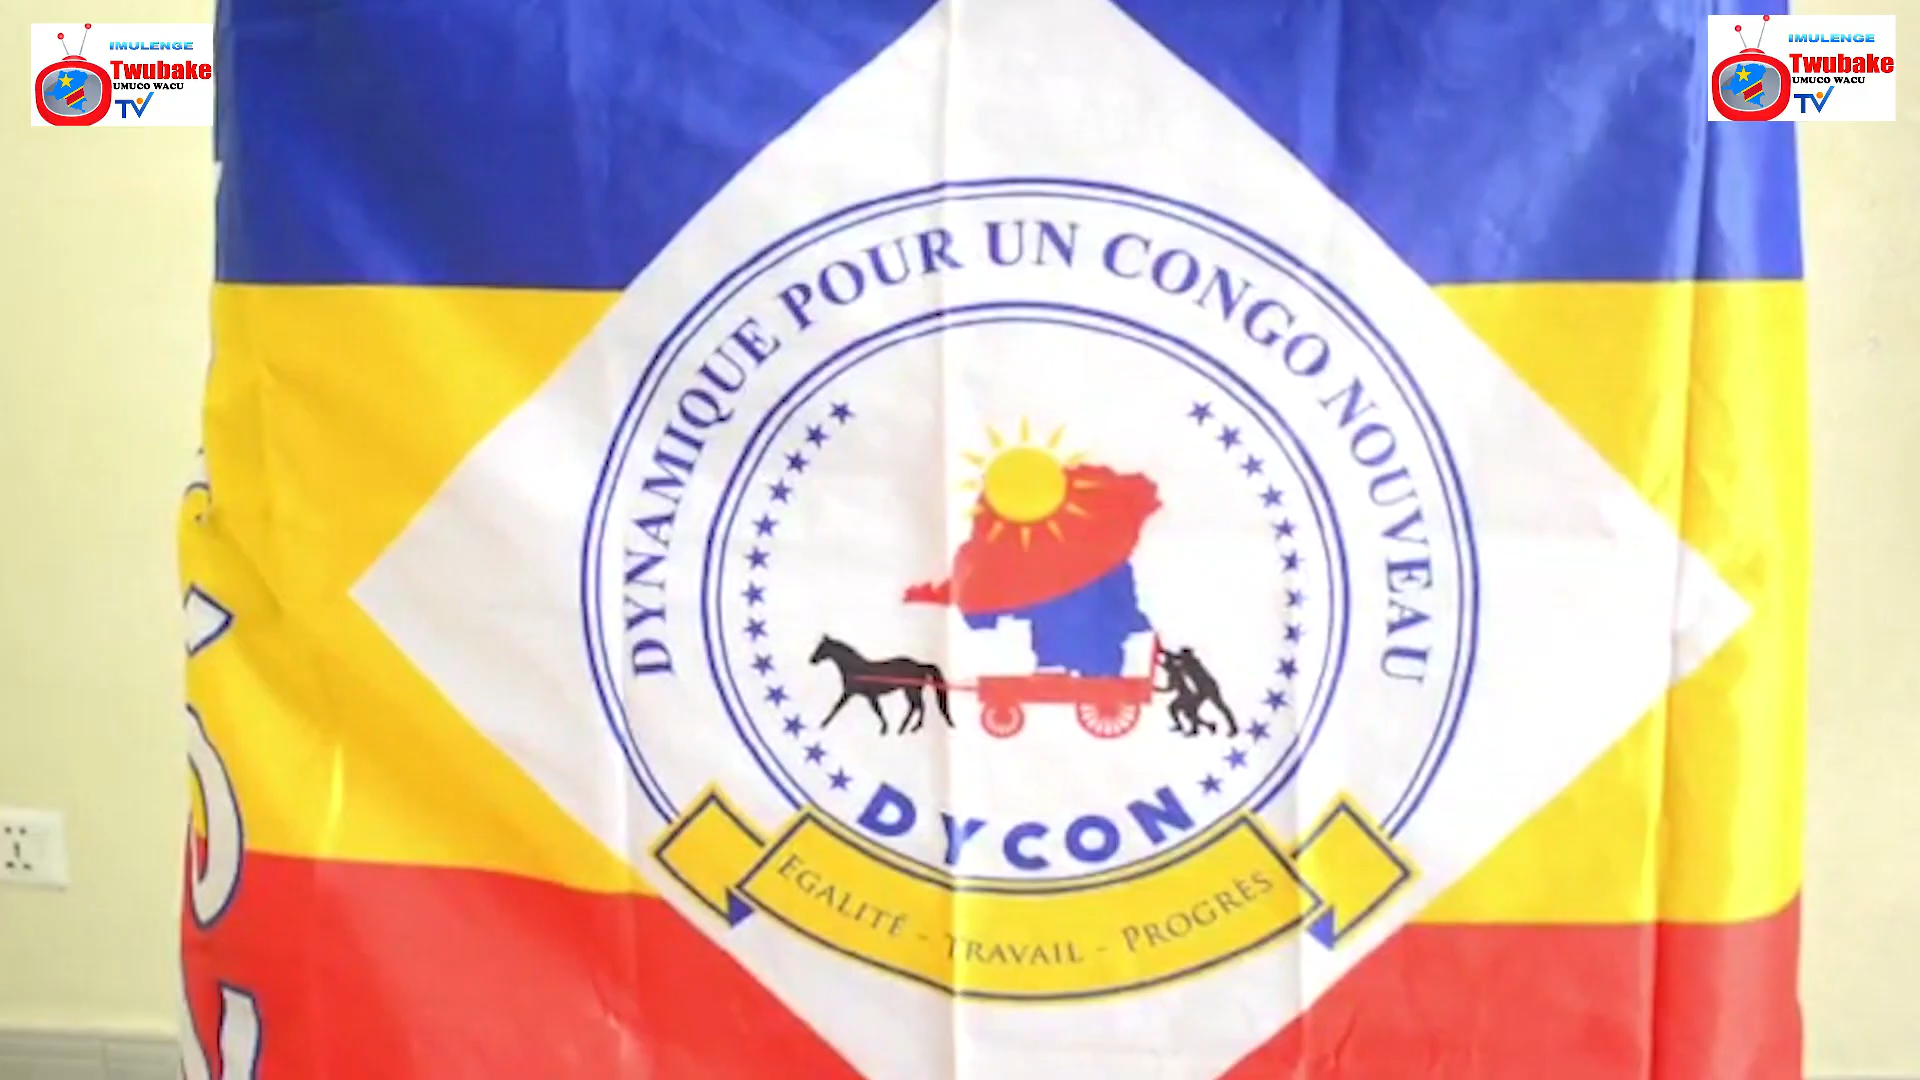 IMULENGE
Twubake
UMUCO WACU
TV
IMULENGE
Twubake
UMUCO WACU
TV
DYNAMIQUE POUR UN CONGO NOUVEAU
DYCON
EGALITÉ - TRAVAIL - PROGRÈS